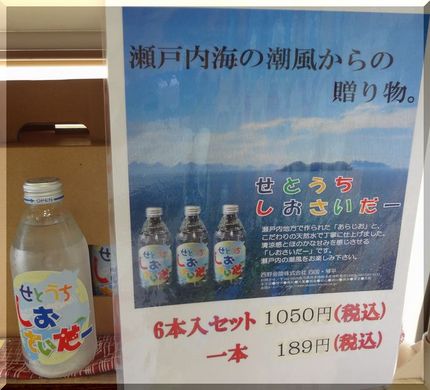 瀬戸内海の潮風からの
贈り物。
せとうち
しおさいだー
瀬戸内地方で作られた「あらじお」と、
こだわりの天然水で丁寧に仕上げました。
清涼感とほのかな甘みを感じさせる
「しおさいだー」です。
瀬戸内の潮風をお楽しみ下さい。
6本入セット 1050円(税込)
一本 189円(税込)
OPEN
せとうち
しお
さいだー